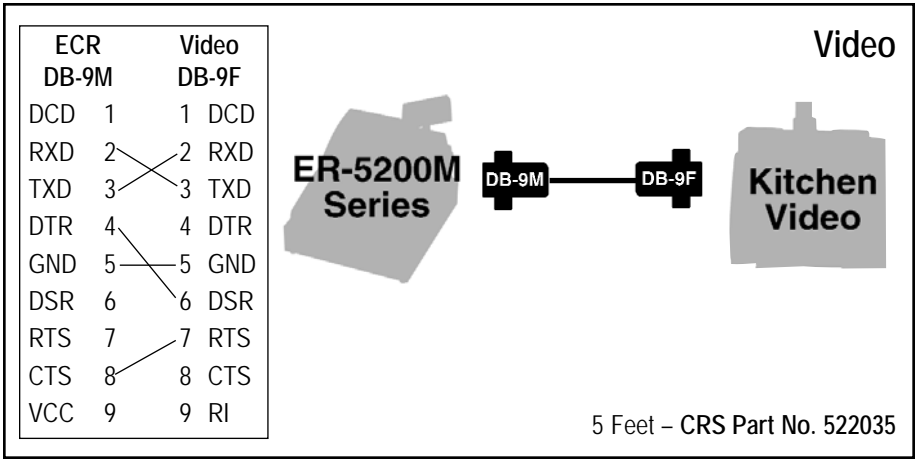 ECR Video
DB-9M DB-9F
DCD 1 1 DCD
RXD 2 2 RXD
TXD 3 3 TXD
DTR 4 4 DTR
GND 5 5 GND
DSR 6 6 DSR
RTS 7 7 RTS
CTS 8 8 CTS
VCC 9 9 RI
Video
ER-5200M
Series
DB-9M
DB-9F
Kitchen
Video
5 Feet – CRS Part No. 522035